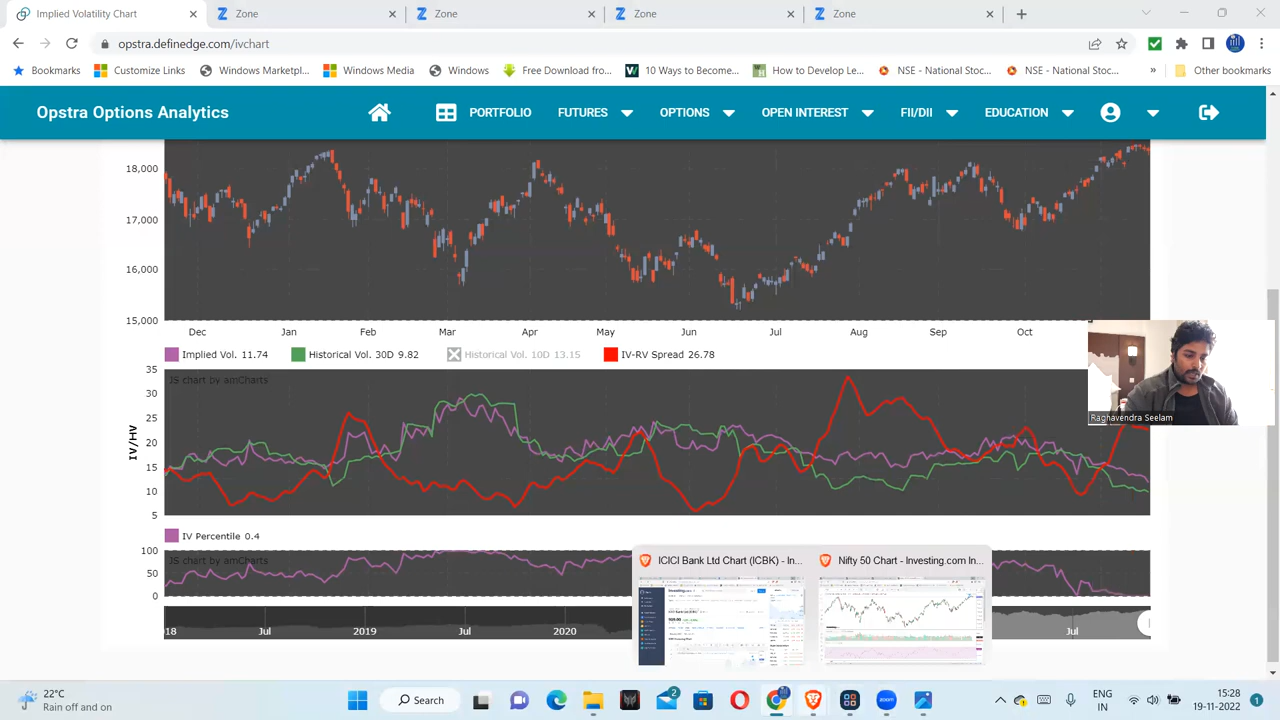 Implied Volatility Chart
Zone
Zone
Zone
Zone
opstra.definedge.com/ivchart
Bookmarks
Customize Links
Windows Marketpl...
Windows Media
Windows
Free Download from...
10 Ways to Become...
How to Develop Le...
NSE - National Stoc...
Other bookmarks
Opstra Options Analytics
PORTFOLIO
FUTURES
OPTIONS
OPEN INTEREST
FII/DII
EDUCATION
18,000
17,000
16,000
15,000
Dec Jan Feb Mar Apr May Jun Jul Aug Sep Oct
Implied Vol. 11.74
Historical Vol. 30D 9.82
Historical Vol. 10D 13.15
IV-RV Spread 26.78
JS chart by amCharts
IV/HV
35
30
25
20
15
10
5
Raghavendra Seelam
IV Percentile 0.4
JS chart by amCharts
100
50
0
18 Jul 2019 Jul 2020
ICICI Bank Ltd Chart (ICBK) - In...
Nifty 50 Chart - Investing.com In...
22°C
Rain off and on
Search
2
ENG
IN
15:28
19-11-2022
1